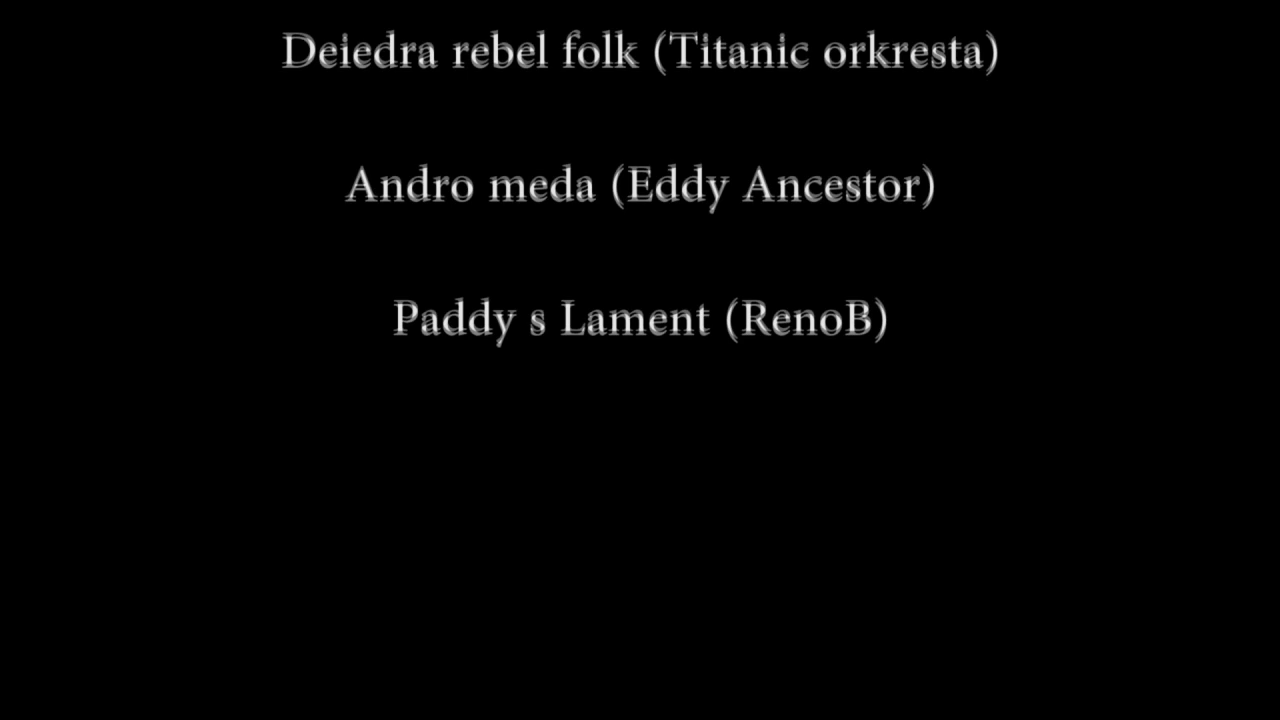 Deiedra rebel folk (Titanic orkresta)
Andro meda (Eddy Ancestor)
Paddy s Lament (RenoB)